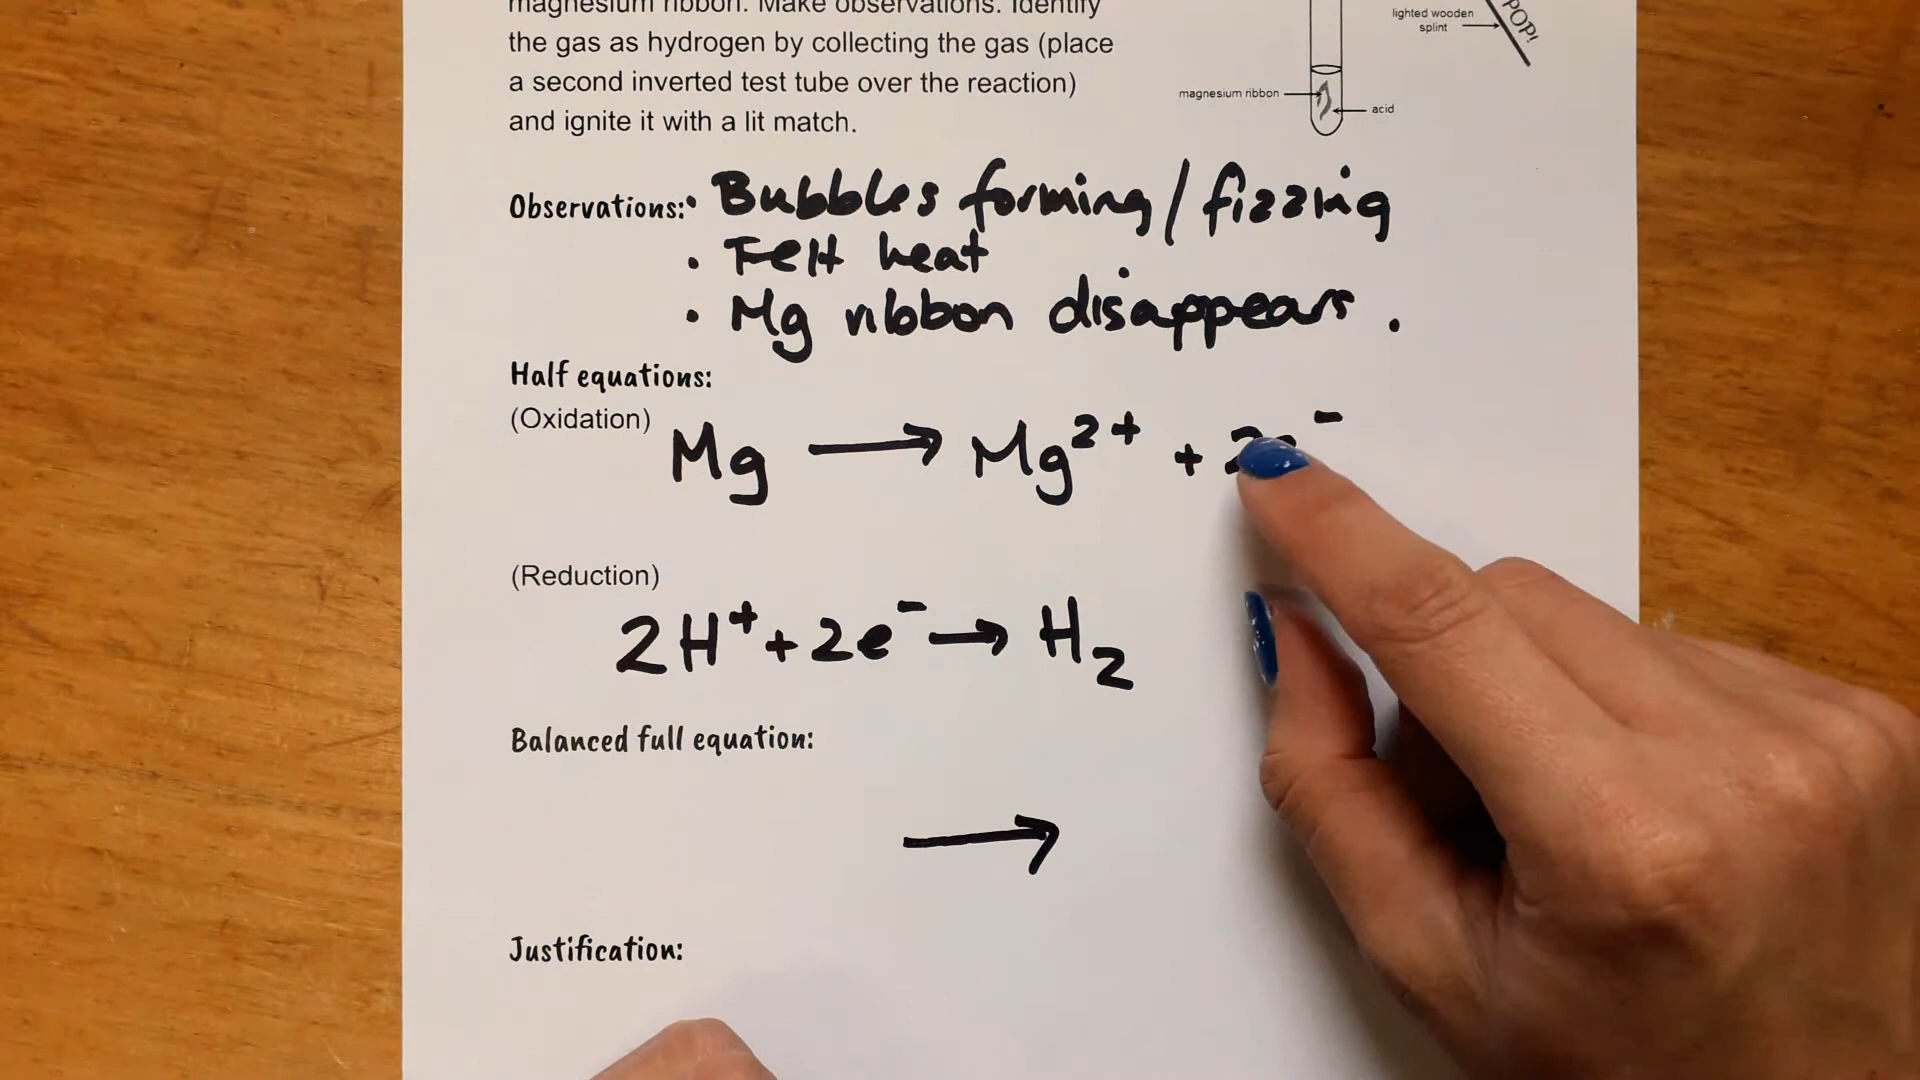 magnesium ribbon. Make observations. Identify
the gas as hydrogen by collecting the gas (place
a second inverted test tube over the reaction)
and ignite it with a lit match.
lighted wooden
splint
POP!
magnesium ribbon
acid
Observations: • Bubbles forming / fizzing
• Felt heat
• Mg ribbon disappears.
Half equations:
(Oxidation)
Mg → Mg²⁺ + 2e⁻
(Reduction)
2H⁺ + 2e⁻ → H₂
Balanced full equation:
→
Justification: